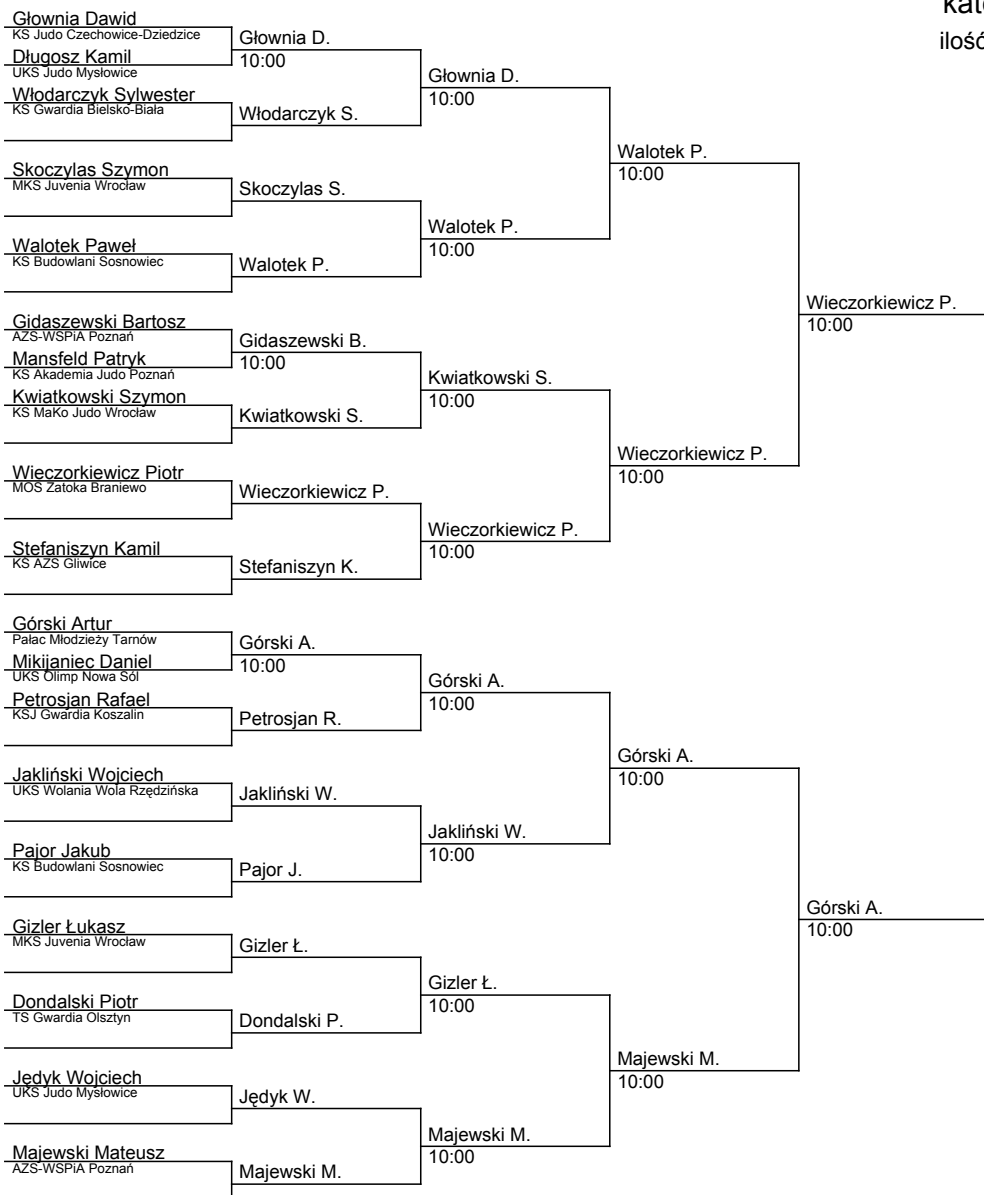 kate
ilość
Głownia Dawid
KS Judo Czechowice-Dziedzice
Długosz Kamil
UKS Judo Mysłowice
Włodarczyk Sylwester
KS Gwardia Bielsko-Biała
Skoczylas Szymon
MKS Juvenia Wrocław
Walotek Paweł
KS Budowlani Sosnowiec
Gidaszewski Bartosz
AZS-WSPiA Poznań
Mansfeld Patryk
KS Akademia Judo Poznań
Kwiatkowski Szymon
KS MaKo Judo Wrocław
Wieczorkiewicz Piotr
MOS Zatoka Braniewo
Stefaniszyn Kamil
KS AZS Gliwice
Górski Artur
Pałac Młodzieży Tarnów
Mikijaniec Daniel
UKS Olimp Nowa Sól
Petrosjan Rafael
KSJ Gwardia Koszalin
Jakliński Wojciech
UKS Wolania Wola Rzędzińska
Pajor Jakub
KS Budowlani Sosnowiec
Gizler Łukasz
MKS Juvenia Wrocław
Dondalski Piotr
TS Gwardia Olsztyn
Jędyk Wojciech
UKS Judo Mysłowice
Majewski Mateusz
AZS-WSPiA Poznań
Głownia D.
10:00
Włodarczyk S.
Skoczylas S.
Walotek P.
Gidaszewski B.
10:00
Kwiatkowski S.
Wieczorkiewicz P.
Stefaniszyn K.
Górski A.
10:00
Petrosjan R.
Jakliński W.
Pajor J.
Gizler Ł.
Dondalski P.
Jędyk W.
Majewski M.
Głownia D.
10:00
Walotek P.
10:00
Kwiatkowski S.
10:00
Wieczorkiewicz P.
10:00
Górski A.
10:00
Jakliński W.
10:00
Gizler Ł.
10:00
Majewski M.
10:00
Walotek P.
10:00
Wieczorkiewicz P.
10:00
Górski A.
10:00
Majewski M.
10:00
Wieczorkiewicz P.
10:00
Górski A.
10:00